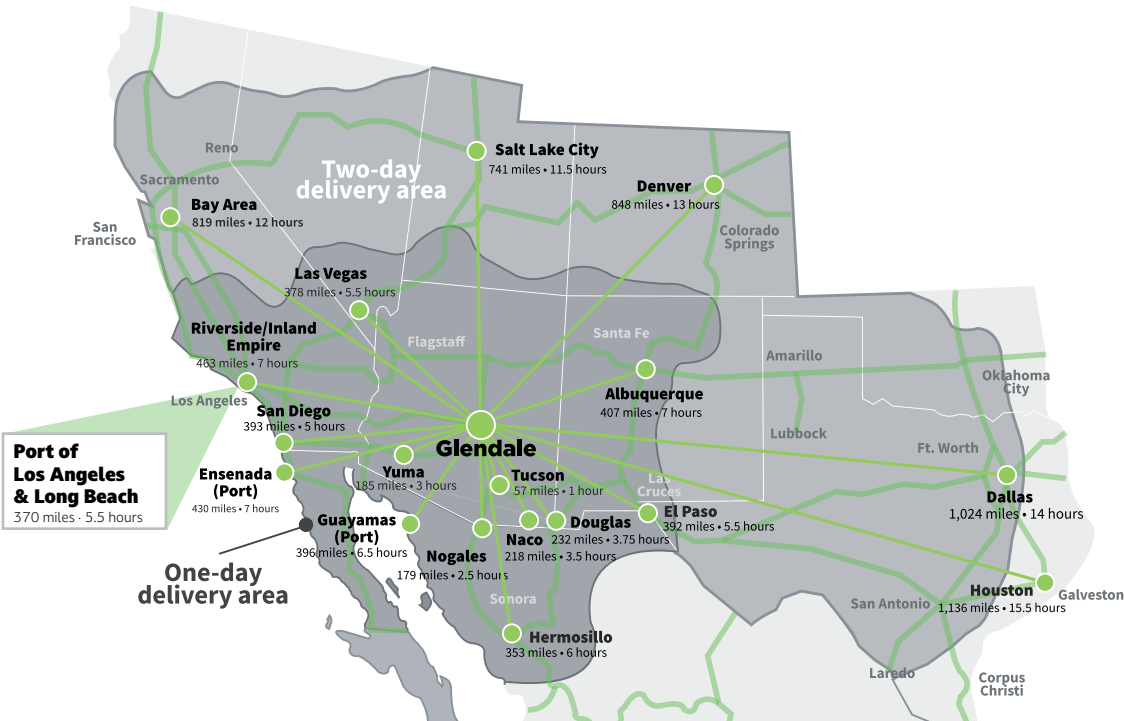 Salt Lake City
741 miles • 11.5 hours
Reno
Two-day
delivery area
Sacramento
Denver
848 miles • 13 hours
Bay Area
819 miles • 12 hours
San
Francisco
Colorado
Springs
Las Vegas
378 miles • 5.5 hours
Riverside/Inland
Empire
463 miles • 7 hours
Flagstaff
Santa Fe
Amarillo
Oklahoma
City
Los Angeles
Albuquerque
407 miles • 7 hours
San Diego
393 miles • 5 hours
Glendale
Lubbock
Ft. Worth
Port of
Los Angeles
& Long Beach
370 miles · 5.5 hours
Ensenada
(Port)
430 miles • 7 hours
Yuma
185 miles • 3 hours
Tucson
57 miles • 1 hour
Las
Cruces
Dallas
1,024 miles • 14 hours
El Paso
392 miles • 5.5 hours
Guayamas
(Port)
396 miles • 6.5 hours
Douglas
232 miles • 3.75 hours
Naco
218 miles • 3.5 hours
Nogales
179 miles • 2.5 hours
One-day
delivery area
Sonora
Houston
1,136 miles • 15.5 hours
San Antonio
Galveston
Hermosillo
353 miles • 6 hours
Laredo
Corpus
Christi